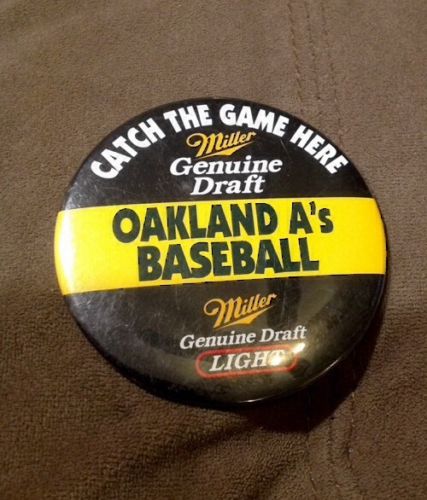 CATCH THE GAME HERE
Miller
Genuine
Draft
OAKLAND A's
BASEBALL
Miller
Genuine Draft
LIGHT